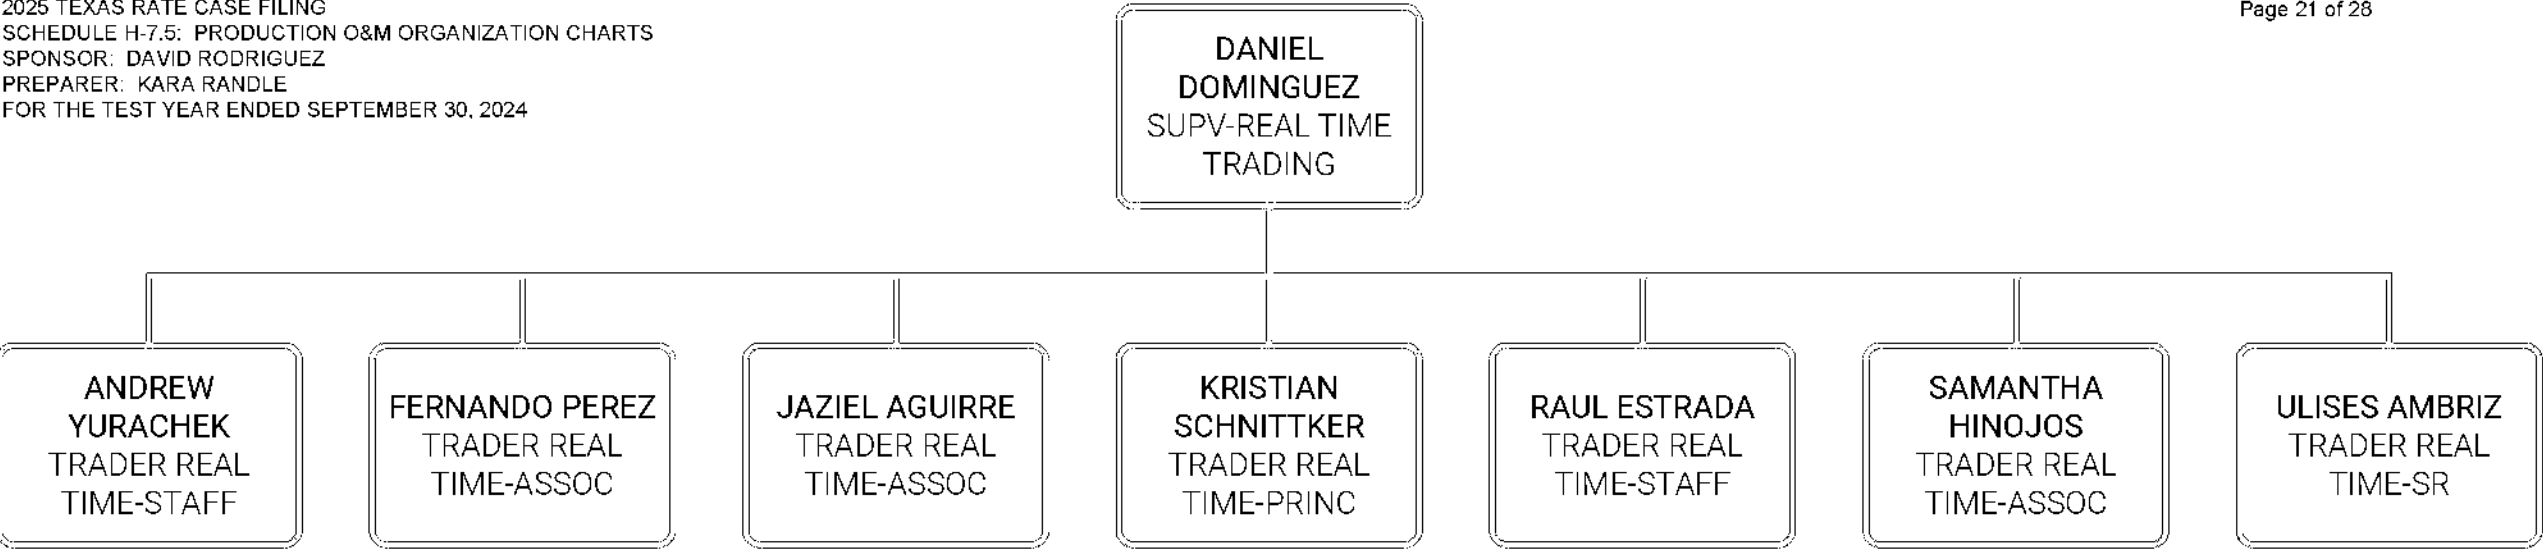 2025 TEXAS RATE CASE FILING
SCHEDULE H-7.5: PRODUCTION O&M ORGANIZATION CHARTS
SPONSOR: DAVID RODRIGUEZ
PREPARER: KARA RANDLE
FOR THE TEST YEAR ENDED SEPTEMBER 30, 2024
Page 21 of 28
DANIEL
DOMINGUEZ
SUPV-REAL TIME
TRADING
ANDREW
YURACHEK
TRADER REAL
TIME-STAFF
FERNANDO PEREZ
TRADER REAL
TIME-ASSOC
JAZIEL AGUIRRE
TRADER REAL
TIME-ASSOC
KRISTIAN
SCHNITTKER
TRADER REAL
TIME-PRINC
RAUL ESTRADA
TRADER REAL
TIME-STAFF
SAMANTHA
HINOJOS
TRADER REAL
TIME-ASSOC
ULISES AMBRIZ
TRADER REAL
TIME-SR